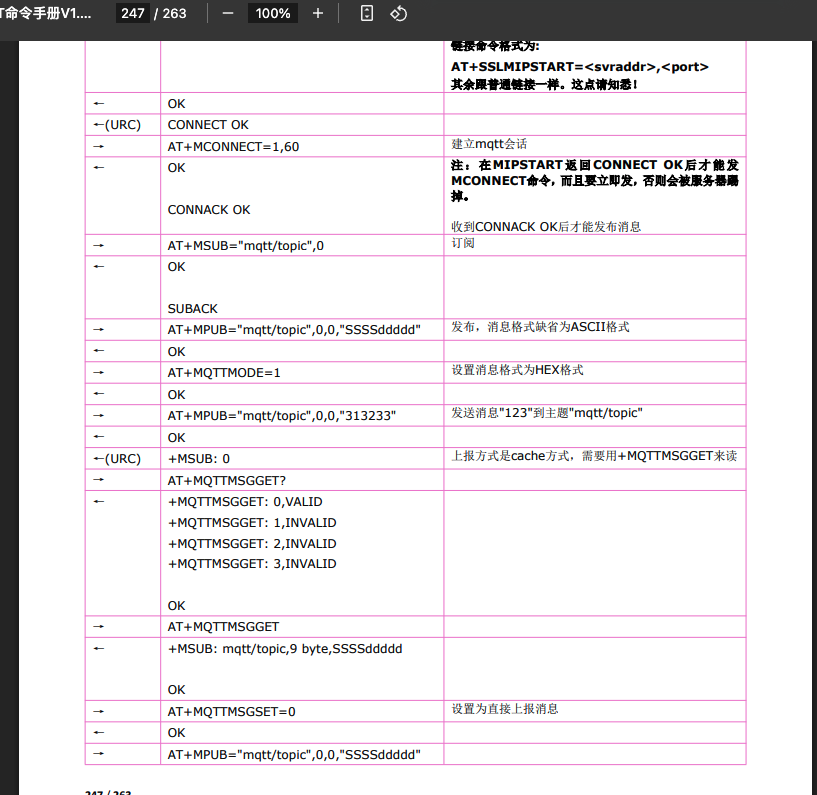 T命令手册V1....
247 / 263
100%
链接命令格式为:
AT+SSLMIPSTART=<svraddr>,<port>
其余跟普通链接一样。这点请知悉！
← OK
←(URC) CONNECT OK
→ AT+MCONNECT=1,60 建立mqtt会话
← OK
CONNACK OK
注：在MIPSTART返回CONNECT OK后才能发
MCONNECT命令，而且要立即发，否则会被服务器踢
掉。
收到CONNACK OK后才能发布消息
→ AT+MSUB="mqtt/topic",0 订阅
← OK
SUBACK
→ AT+MPUB="mqtt/topic",0,0,"SSSSddddd" 发布，消息格式缺省为ASCII格式
← OK
→ AT+MQTTMODE=1 设置消息格式为HEX格式
← OK
→ AT+MPUB="mqtt/topic",0,0,"313233" 发送消息"123"到主题"mqtt/topic"
← OK
←(URC) +MSUB: 0 上报方式是cache方式，需要用+MQTTMSGGET来读
→ AT+MQTTMSGGET?
← +MQTTMSGGET: 0,VALID
+MQTTMSGGET: 1,INVALID
+MQTTMSGGET: 2,INVALID
+MQTTMSGGET: 3,INVALID
OK
→ AT+MQTTMSGGET
← +MSUB: mqtt/topic,9 byte,SSSSddddd
OK
→ AT+MQTTMSGSET=0 设置为直接上报消息
← OK
→ AT+MPUB="mqtt/topic",0,0,"SSSSddddd"
247 / 263